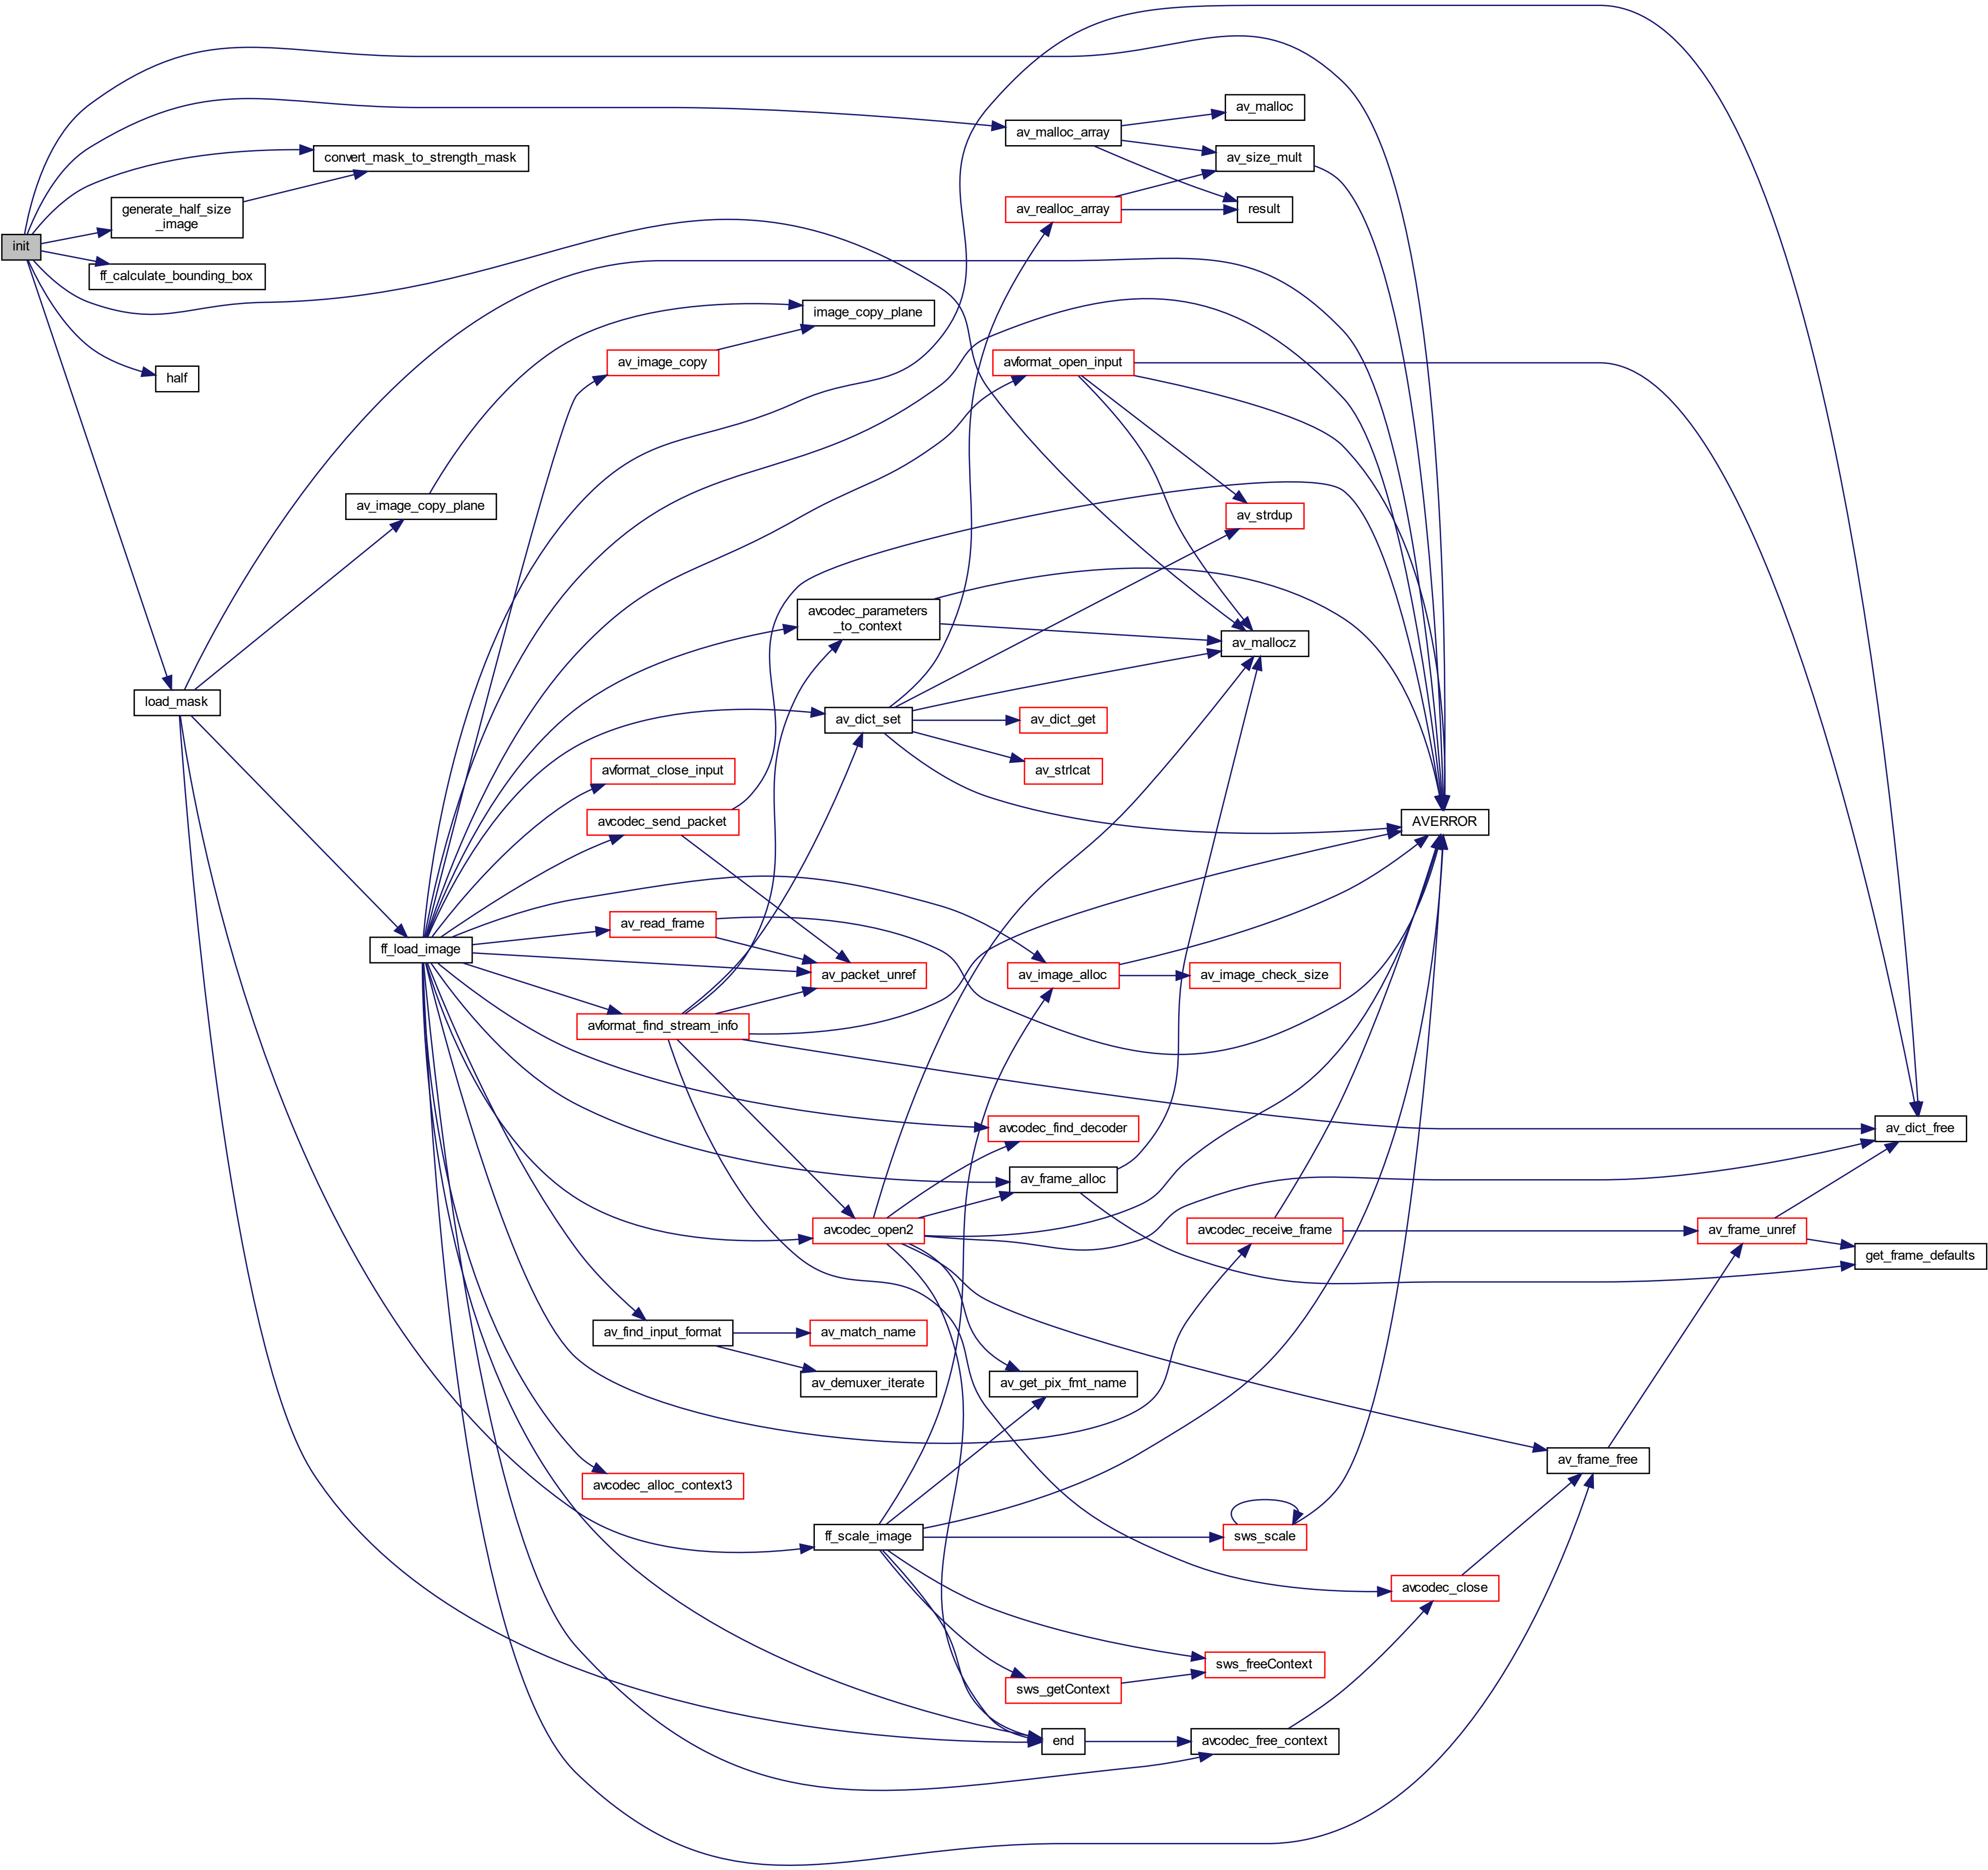 av_malloc
av_malloc_array
convert_mask_to_strength_mask
av_size_mult
generate_half_size
_image
av_realloc_array
result
init
ff_calculate_bounding_box
image_copy_plane
av_image_copy
avformat_open_input
half
av_image_copy_plane
av_strdup
avcodec_parameters
_to_context
av_mallocz
load_mask
av_dict_set
av_dict_get
avformat_close_input
av_strlcat
avcodec_send_packet
AVERROR
av_read_frame
ff_load_image
av_packet_unref
av_image_alloc
av_image_check_size
avformat_find_stream_info
avcodec_find_decoder
av_dict_free
av_frame_alloc
avcodec_open2
avcodec_receive_frame
av_frame_unref
get_frame_defaults
av_find_input_format
av_match_name
av_demuxer_iterate
av_get_pix_fmt_name
av_frame_free
avcodec_alloc_context3
ff_scale_image
sws_scale
avcodec_close
sws_freeContext
sws_getContext
end
avcodec_free_context